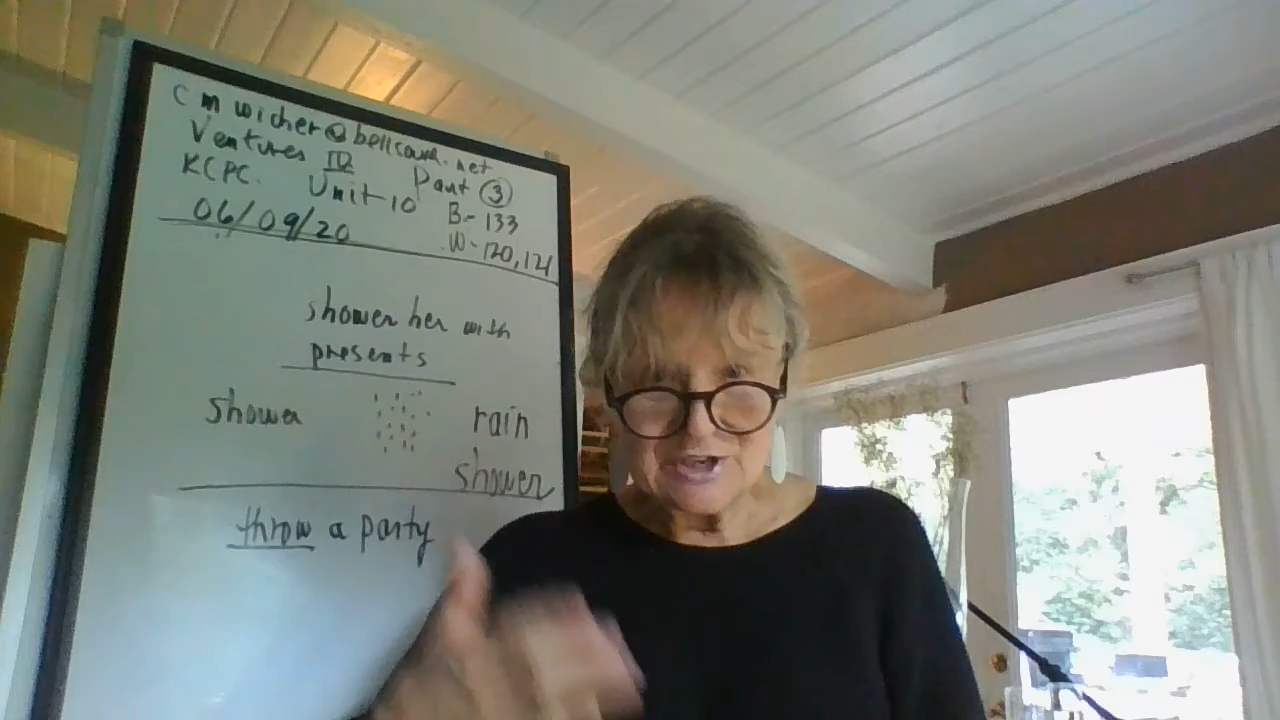 cmwicher@bellsouth.net
Ventures III Part 3
KCPC. Unit 10
06/09/20 B- 133
W- 120, 121
shower her with
presents
shower rain
shower
throw a party